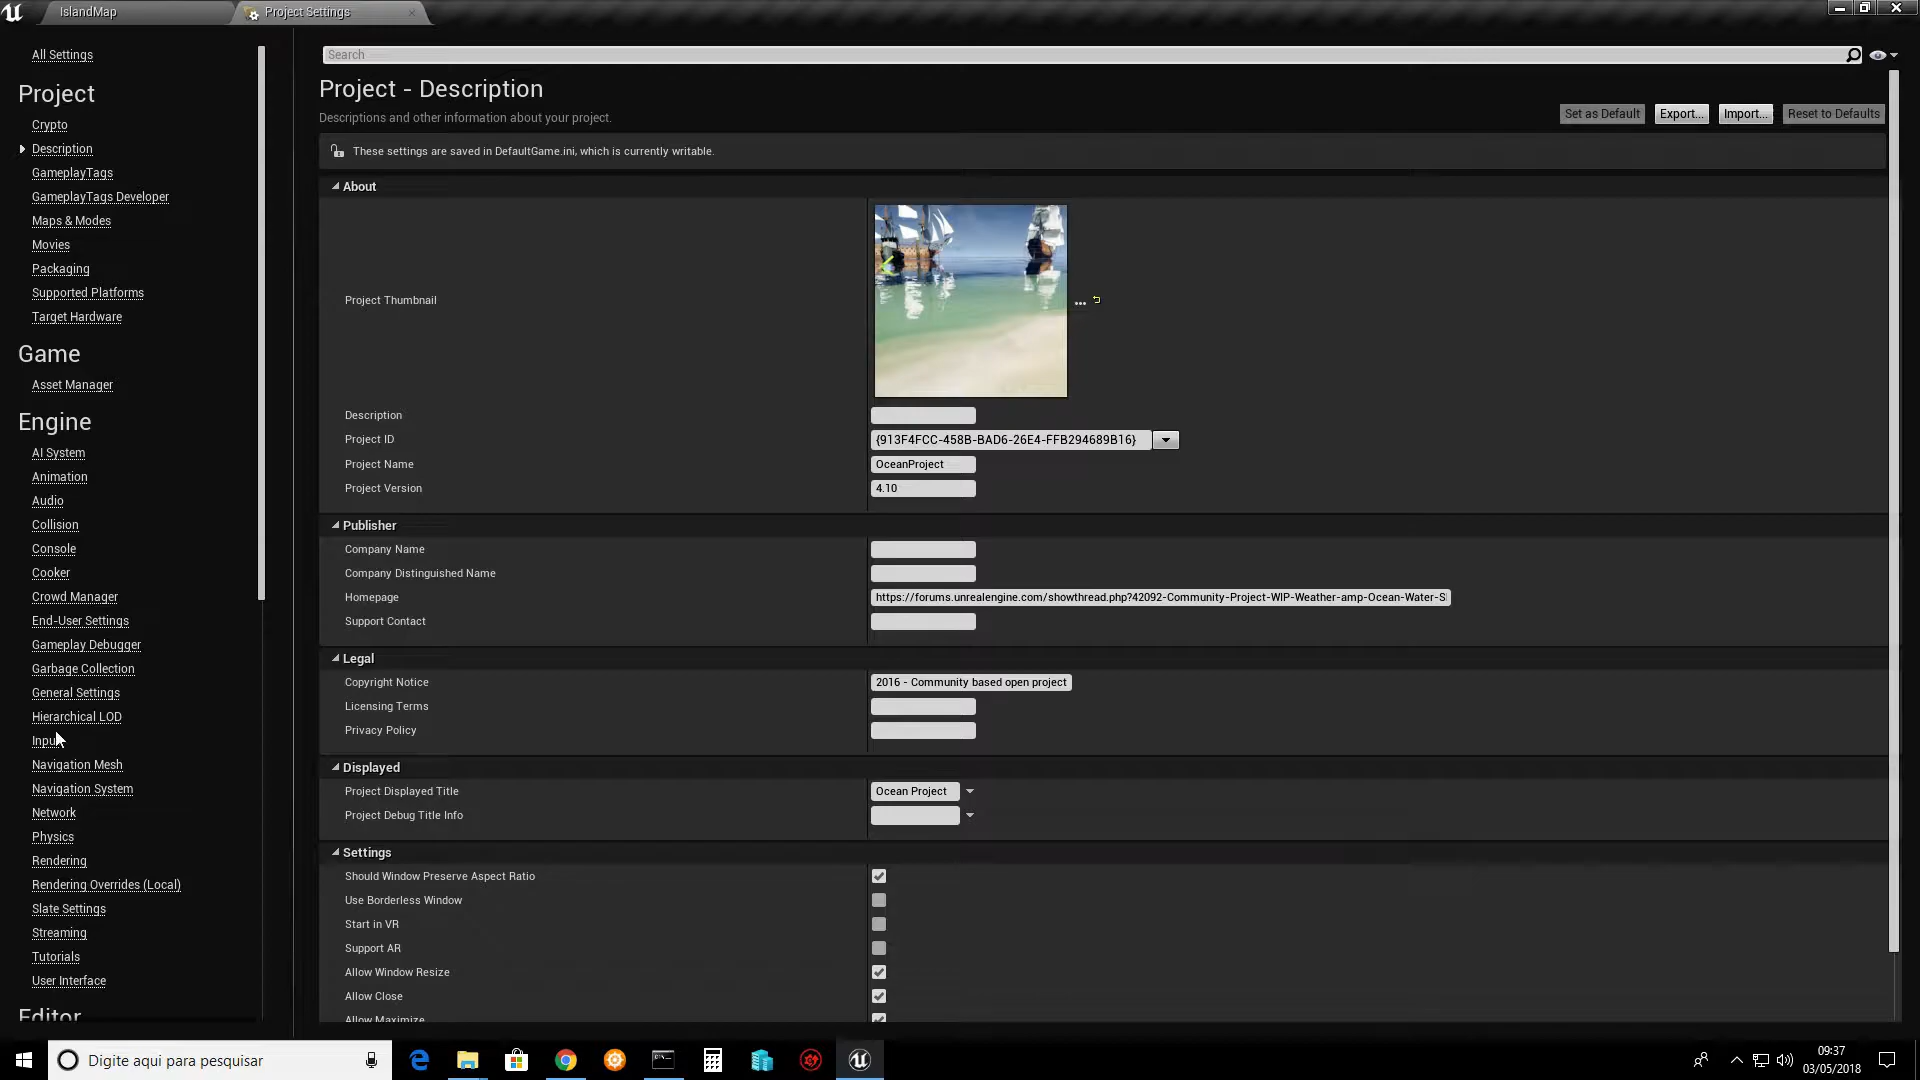 IslandMap
Project Settings
All Settings
Project
Crypto
Description
GameplayTags
GameplayTags Developer
Maps & Modes
Movies
Packaging
Supported Platforms
Target Hardware
Game
Asset Manager
Engine
AI System
Animation
Audio
Collision
Console
Cooker
Crowd Manager
End-User Settings
Gameplay Debugger
Garbage Collection
General Settings
Hierarchical LOD
Input
Navigation Mesh
Navigation System
Network
Physics
Rendering
Rendering Overrides (Local)
Slate Settings
Streaming
Tutorials
User Interface
Editor
Search
Project - Description
Descriptions and other information about your project.
Set as Default
Export...
Import...
Reset to Defaults
These settings are saved in DefaultGame.ini, which is currently writable.
About
Project Thumbnail
Description
Project ID {913F4FCC-458B-BAD6-26E4-FFB294689B16}
Project Name OceanProject
Project Version 4.10
Publisher
Company Name
Company Distinguished Name
Homepage https://forums.unrealengine.com/showthread.php?42092-Community-Project-WIP-Weather-amp-Ocean-Water-S
Support Contact
Legal
Copyright Notice 2016 - Community based open project
Licensing Terms
Privacy Policy
Displayed
Project Displayed Title Ocean Project
Project Debug Title Info
Settings
Should Window Preserve Aspect Ratio
Use Borderless Window
Start in VR
Support AR
Allow Window Resize
Allow Close
Allow Maximize
Digite aqui para pesquisar
09:37
03/05/2018